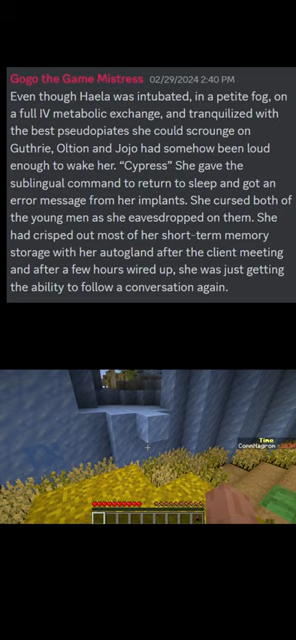 Gogo the Game Mistress 02/29/2024 2:40 PM
Even though Haela was intubated, in a petite fog, on
a full IV metabolic exchange, and tranquilized with
the best pseudopiates she could scrounge on
Guthrie, Oltion and Jojo had somehow been loud
enough to wake her. “Cypress” She gave the
sublingual command to return to sleep and got an
error message from her implants. She cursed both of
the young men as she eavesdropped on them. She
had crisped out most of her short-term memory
storage with her autogland after the client meeting
and after a few hours wired up, she was just getting
the ability to follow a conversation again.
Time